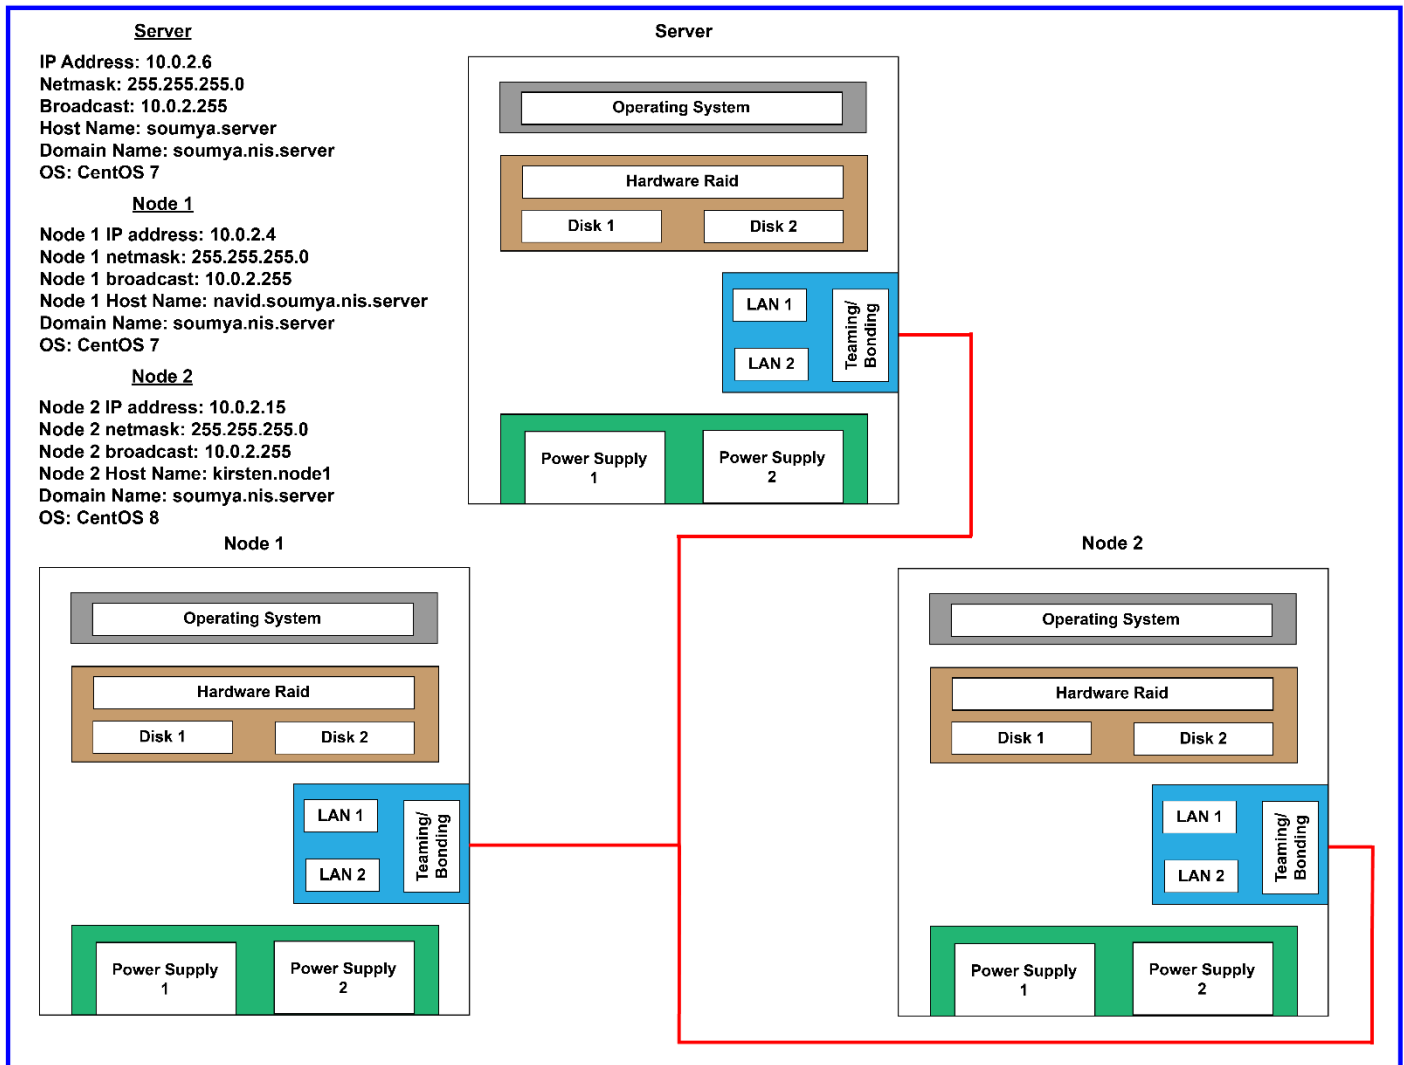 Server
IP Address: 10.0.2.6
Netmask: 255.255.255.0
Broadcast: 10.0.2.255
Host Name: soumya.server
Domain Name: soumya.nis.server
OS: CentOS 7
Node 1
Node 1 IP address: 10.0.2.4
Node 1 netmask: 255.255.255.0
Node 1 broadcast: 10.0.2.255
Node 1 Host Name: navid.soumya.nis.server
Domain Name: soumya.nis.server
OS: CentOS 7
Node 2
Node 2 IP address: 10.0.2.15
Node 2 netmask: 255.255.255.0
Node 2 broadcast: 10.0.2.255
Node 2 Host Name: kirsten.node1
Domain Name: soumya.nis.server
OS: CentOS 8
Server
Operating System
Hardware Raid
Disk 1
Disk 2
LAN 1
LAN 2
Teaming/
Bonding
Power Supply
1
Power Supply
2
Node 1
Operating System
Hardware Raid
Disk 1
Disk 2
LAN 1
LAN 2
Teaming/
Bonding
Power Supply
1
Power Supply
2
Node 2
Operating System
Hardware Raid
Disk 1
Disk 2
LAN 1
LAN 2
Teaming/
Bonding
Power Supply
1
Power Supply
2